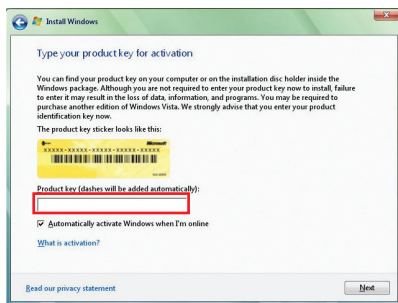 Install Windows
Type your product key for activation
You can find your product key on your computer or on the installation disc holder inside the
Windows package. Although you are not required to enter your product key now to install, failure
to enter it may result in the loss of data, information, and programs. You may be required to
purchase another edition of Windows Vista. We strongly advise that you enter your product
identification key now.
The product key sticker looks like this:
Microsoft
XXXXX-XXXXX-XXXXX-XXXXX-XXXXX
Product key (dashes will be added automatically):
Automatically activate Windows when I'm online
What is activation?
Read our privacy statement
Next